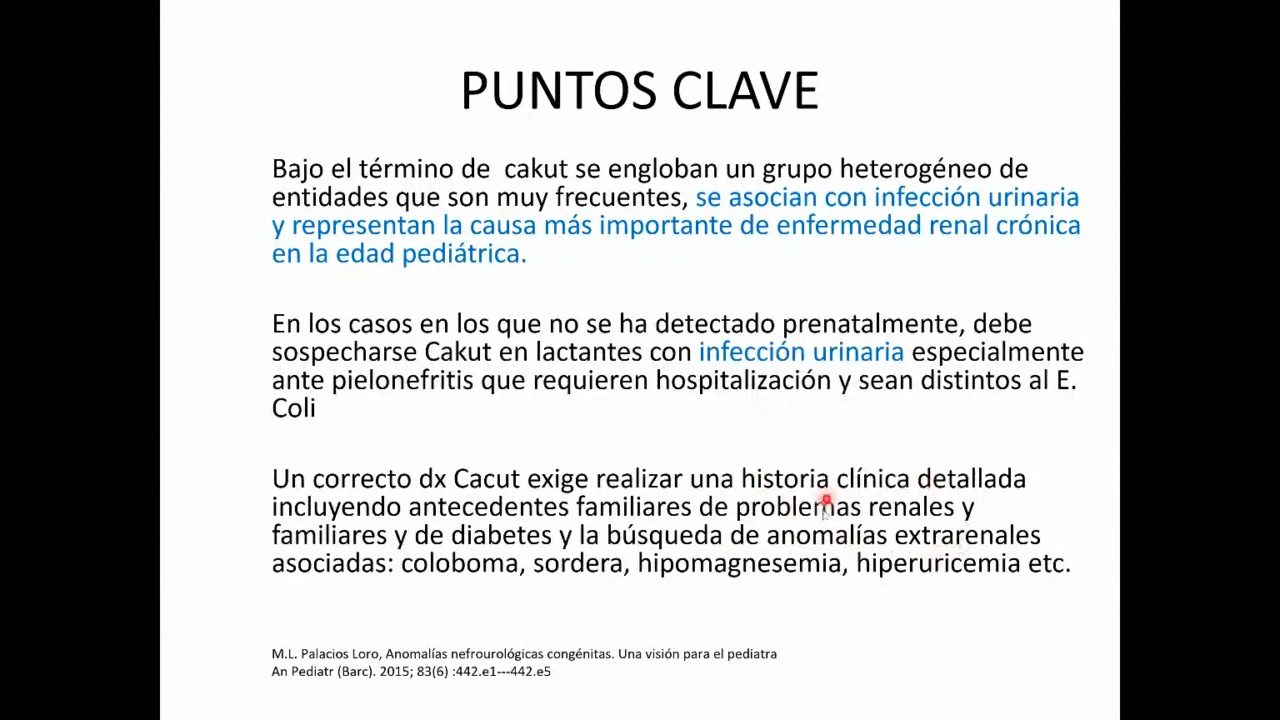 PUNTOS CLAVE
Bajo el término de  cakut se engloban un grupo heterogéneo de
entidades que son muy frecuentes, se asocian con infección urinaria
y representan la causa más importante de enfermedad renal crónica
en la edad pediátrica.
En los casos en los que no se ha detectado prenatalmente, debe
sospecharse Cakut en lactantes con infección urinaria especialmente
ante pielonefritis que requieren hospitalización y sean distintos al E.
Coli
Un correcto dx Cacut exige realizar una historia clínica detallada
incluyendo antecedentes familiares de problemas renales y
familiares y de diabetes y la búsqueda de anomalías extrarenales
asociadas: coloboma, sordera, hipomagnesemia, hiperuricemia etc.
M.L. Palacios Loro, Anomalías nefrourológicas congénitas. Una visión para el pediatra
An Pediatr (Barc). 2015; 83(6) :442.e1---442.e5